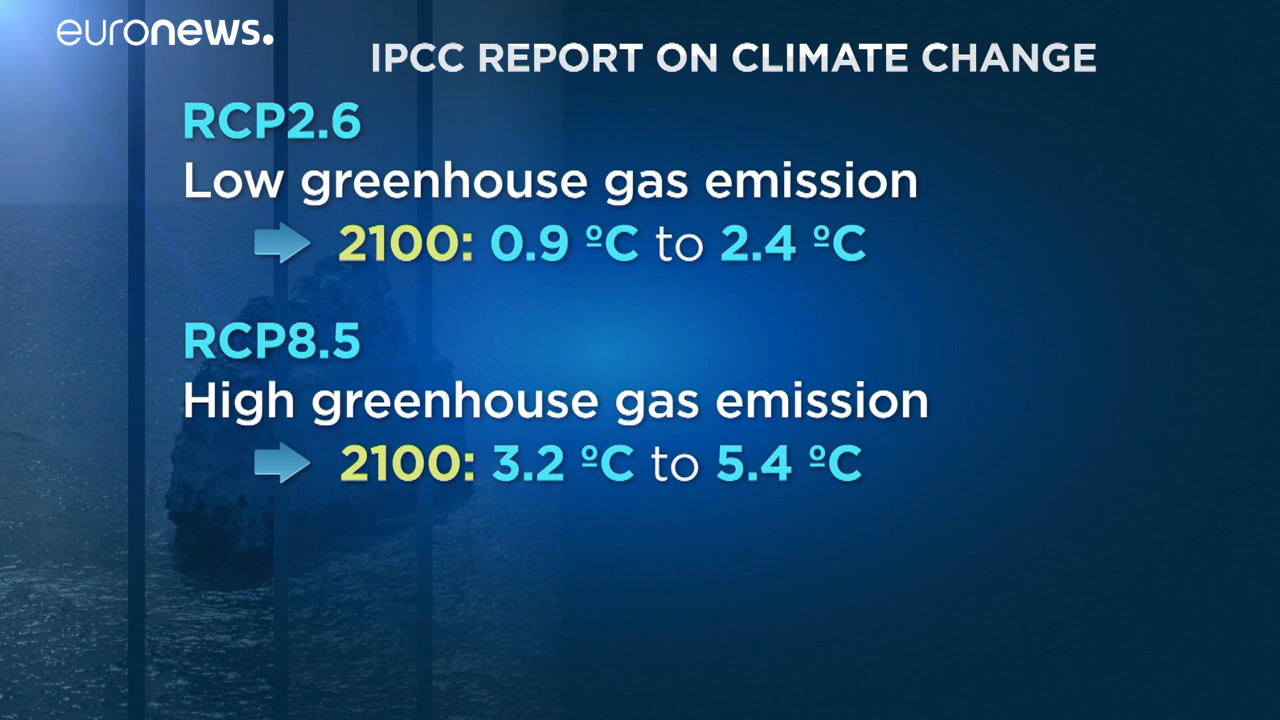 euronews.
IPCC REPORT ON CLIMATE CHANGE
RCP2.6
Low greenhouse gas emission
2100: 0.9 ºC to 2.4 ºC
RCP8.5
High greenhouse gas emission
2100: 3.2 ºC to 5.4 ºC